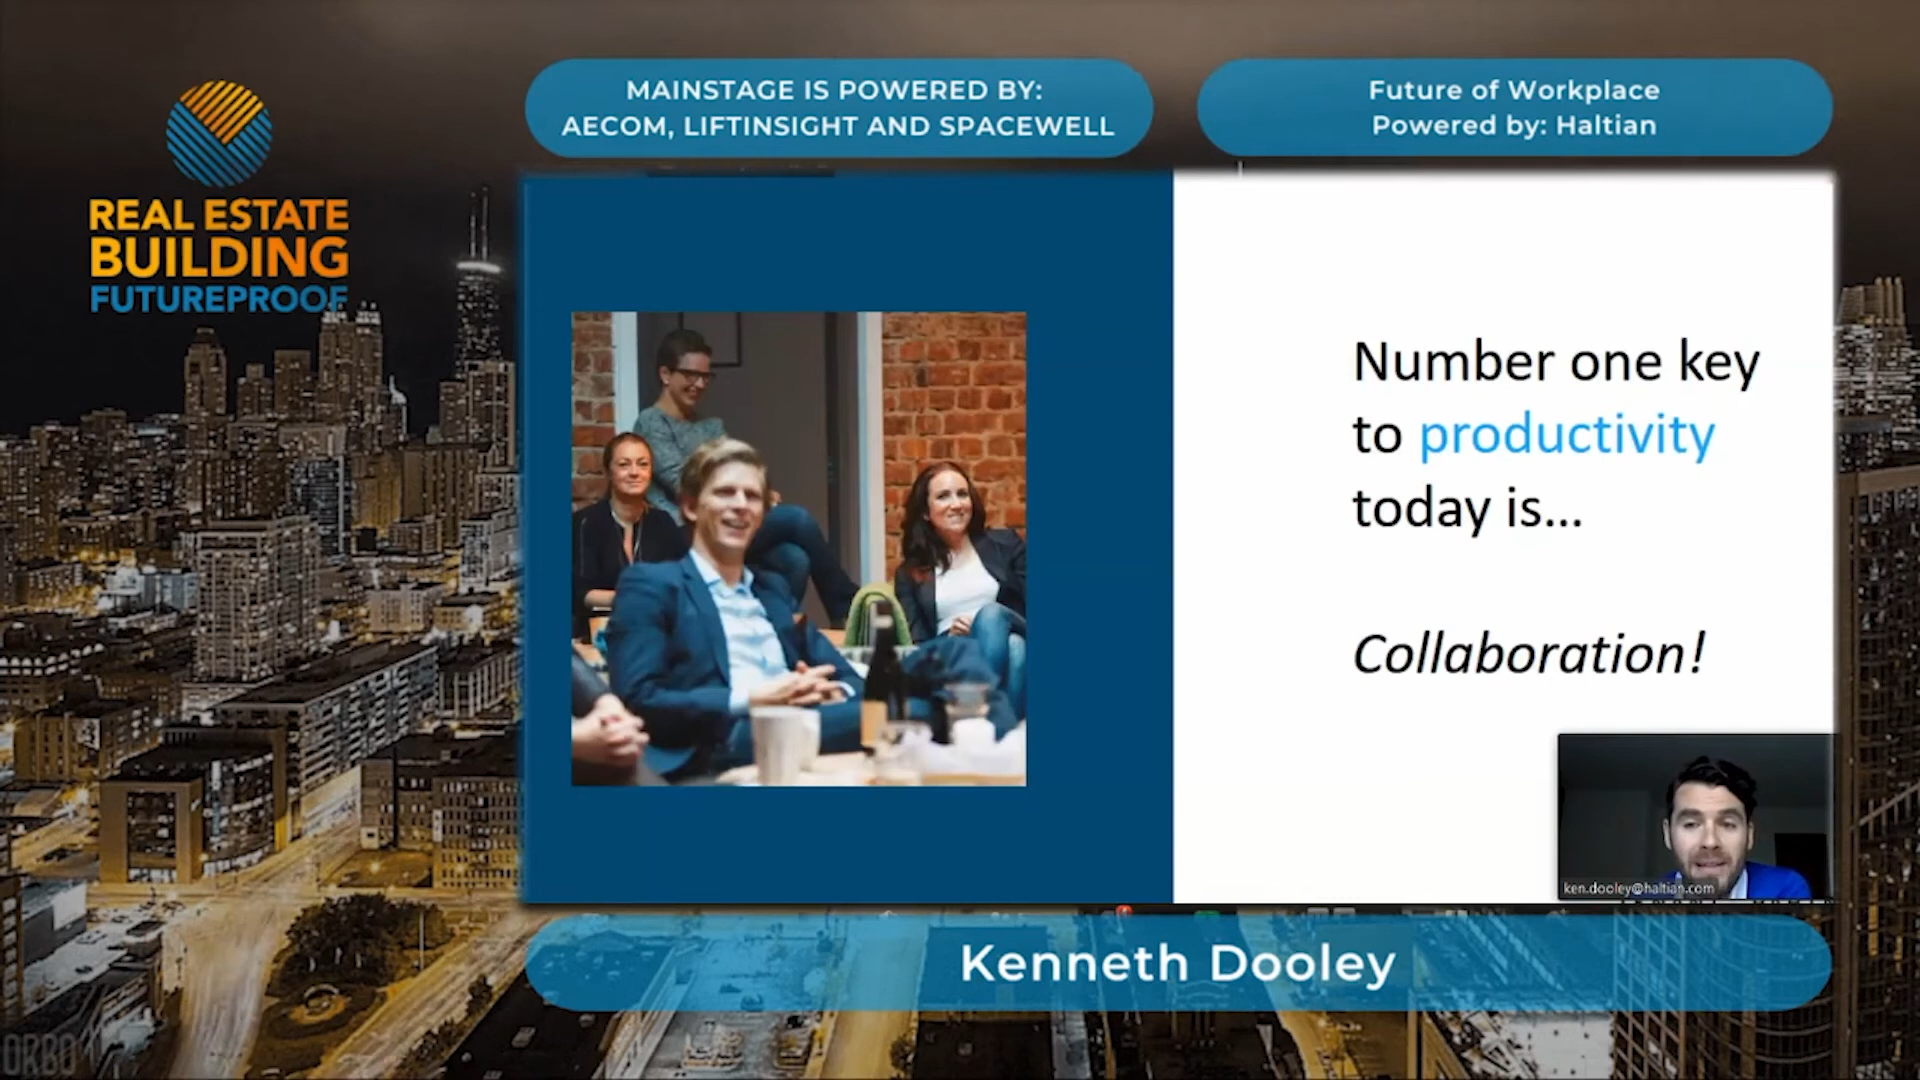 MAINSTAGE IS POWERED BY:
AECOM, LIFTINSIGHT AND SPACEWELL
Future of Workplace
Powered by: Haltian
REAL ESTATE
BUILDING
FUTUREPROOF
Number one key
to productivity
today is...
Collaboration!
ken.dooley@haltian.com
Kenneth Dooley
ORBO